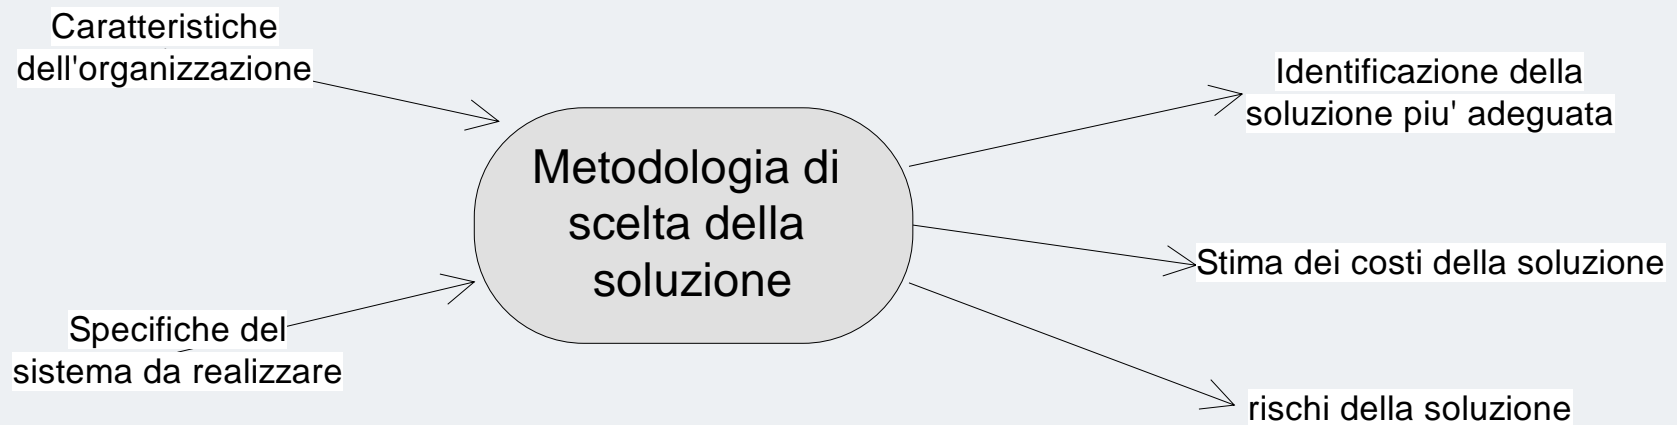 Caratteristiche
dell'organizzazione
Specifiche del
sistema da realizzare
Metodologia di
scelta della
soluzione
Identificazione della
soluzione piu' adeguata
Stima dei costi della soluzione
rischi della soluzione